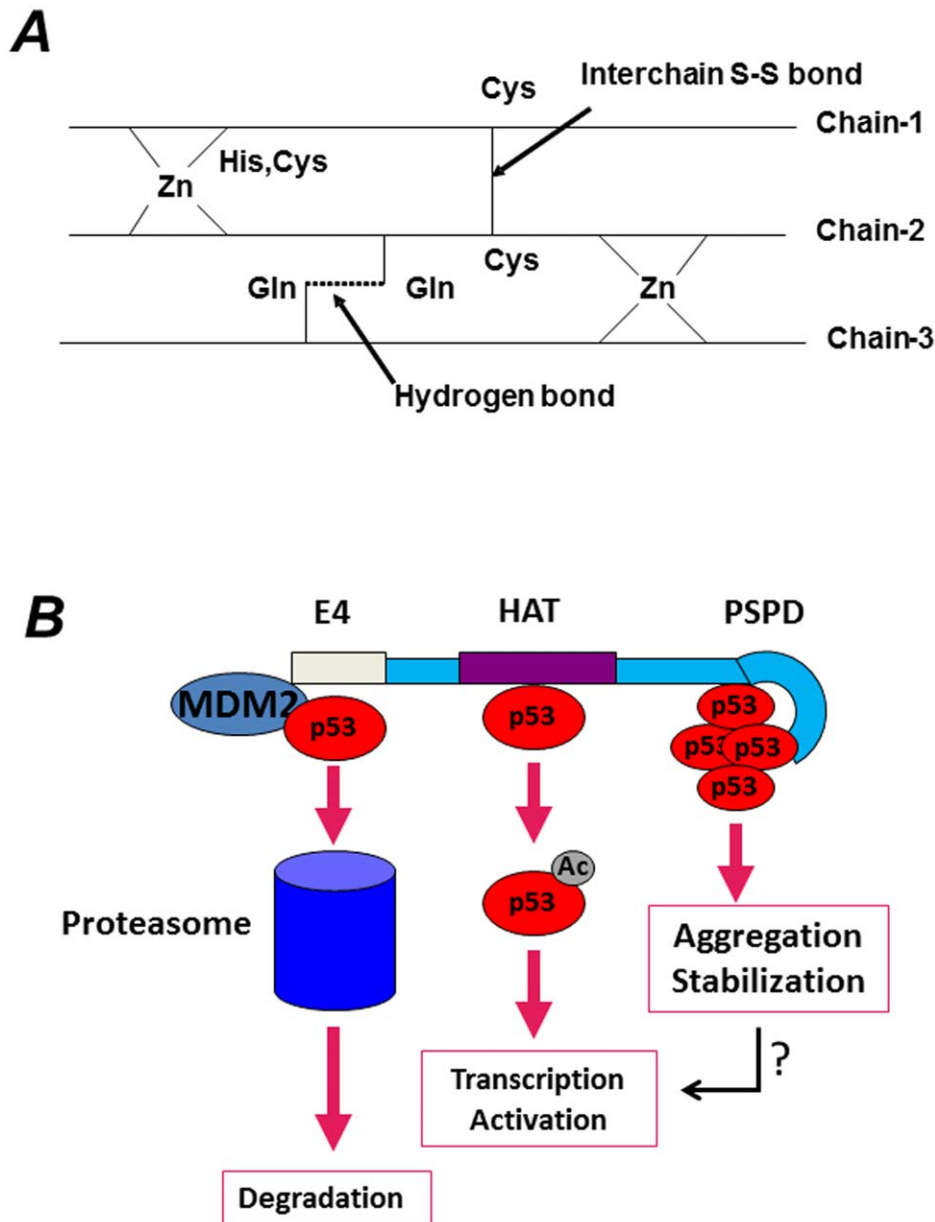 A
Interchain S-S bond
Cys
Chain-1
His,Cys
Zn
Chain-2
Cys
Gln
Gln
Zn
Chain-3
Hydrogen bond
B
E4
HAT
PSPD
MDM2
p53
p53
p53
p53
p53
p53
Ac
p53
Proteasome
Aggregation
Stabilization
?
Transcription
Activation
Degradation